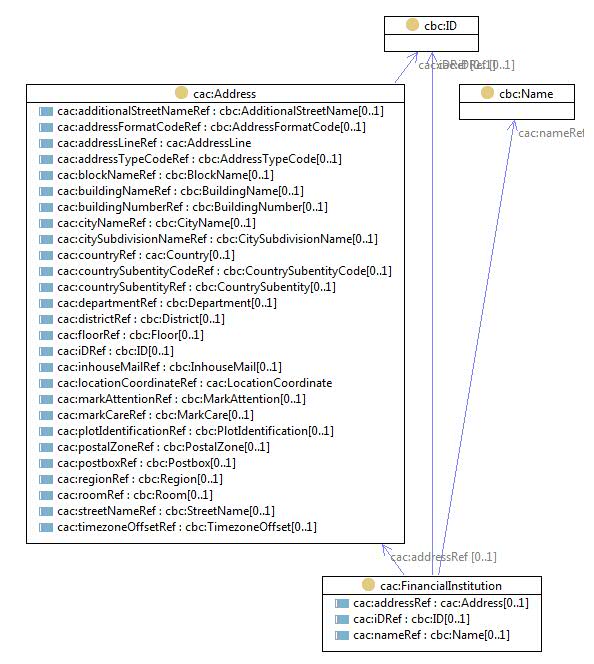 cbc:ID
cac:Address
cbc:Name
cac:nameRef
cac:additionalStreetNameRef : cbc:AdditionalStreetName[0..1]
cac:addressFormatCodeRef : cbc:AddressFormatCode[0..1]
cac:addressLineRef : cac:AddressLine
cac:addressTypeCodeRef : cbc:AddressTypeCode[0..1]
cac:blockNameRef : cbc:BlockName[0..1]
cac:buildingNameRef : cbc:BuildingName[0..1]
cac:buildingNumberRef : cbc:BuildingNumber[0..1]
cac:cityNameRef : cbc:CityName[0..1]
cac:citySubdivisionNameRef : cbc:CitySubdivisionName[0..1]
cac:countryRef : cac:Country[0..1]
cac:countrySubentityCodeRef : cbc:CountrySubentityCode[0..1]
cac:countrySubentityRef : cbc:CountrySubentity[0..1]
cac:departmentRef : cbc:Department[0..1]
cac:districtRef : cbc:District[0..1]
cac:floorRef : cbc:Floor[0..1]
cac:iDRef : cbc:ID[0..1]
cac:inhouseMailRef : cbc:InhouseMail[0..1]
cac:locationCoordinateRef : cac:LocationCoordinate
cac:markAttentionRef : cbc:MarkAttention[0..1]
cac:markCareRef : cbc:MarkCare[0..1]
cac:plotIdentificationRef : cbc:PlotIdentification[0..1]
cac:postalZoneRef : cbc:PostalZone[0..1]
cac:postboxRef : cbc:Postbox[0..1]
cac:regionRef : cbc:Region[0..1]
cac:roomRef : cbc:Room[0..1]
cac:streetNameRef : cbc:StreetName[0..1]
cac:timezoneOffsetRef : cbc:TimezoneOffset[0..1]
cac:addressRef [0..1]
cac:FinancialInstitution
cac:addressRef : cac:Address[0..1]
cac:iDRef : cbc:ID[0..1]
cac:nameRef : cbc:Name[0..1]